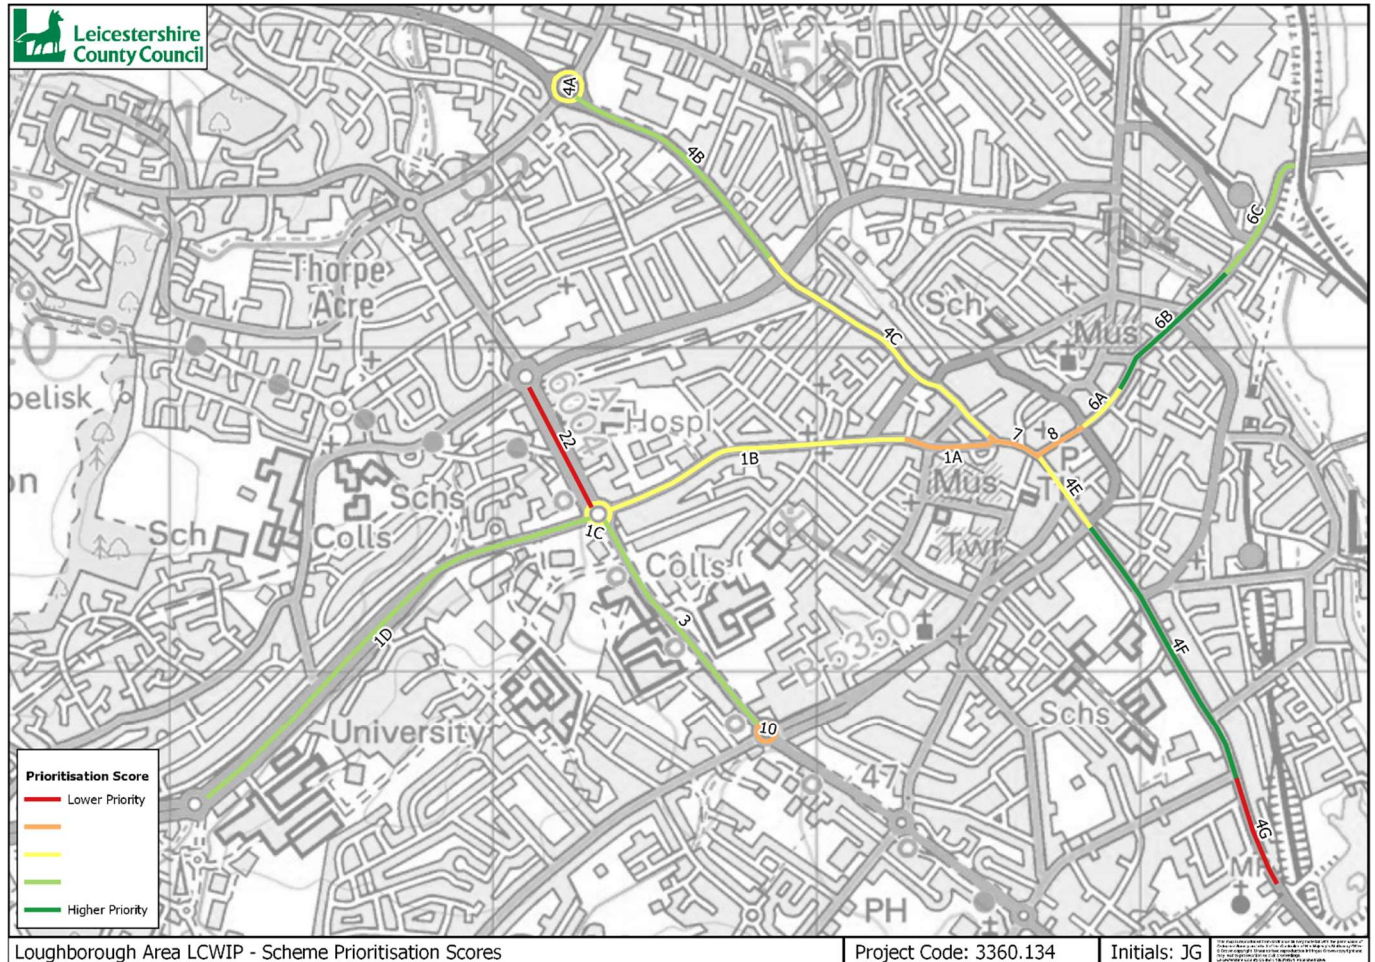 Leicestershire
County Council
4A
4B
A
6C
Thorpe
Acre
Sch
4C
Mus
6B
belisk
Hospl
22
1B
1A
7
8
6A
P
Mus
4E
Schs
Sch
Colls
1C
Colls
Twr
3
1D
B 5350
4F
Schs
University
10
'47
Prioritisation Score
Lower Priority
Higher Priority
4G
PH
Loughborough Area LCWIP - Scheme Prioritisation Scores
Project Code: 3360.134
Initials: JG